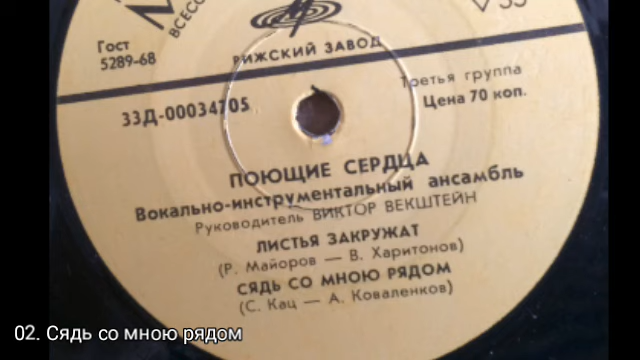 ВСЕСО
33
Гост
5289-68
РИЖСКИЙ ЗАВОД
Третья группа
Цена 70 коп.
33Д-00034705
ПОЮЩИЕ СЕРДЦА
Вокально-инструментальный ансамбль
Руководитель ВИКТОР ВЕКШТЕЙН
ЛИСТЬЯ ЗАКРУЖАТ
(Р. Майоров — В. Харитонов)
СЯДЬ СО МНОЮ РЯДОМ
(С. Кац — А. Коваленков)
02. Сядь со мною рядом